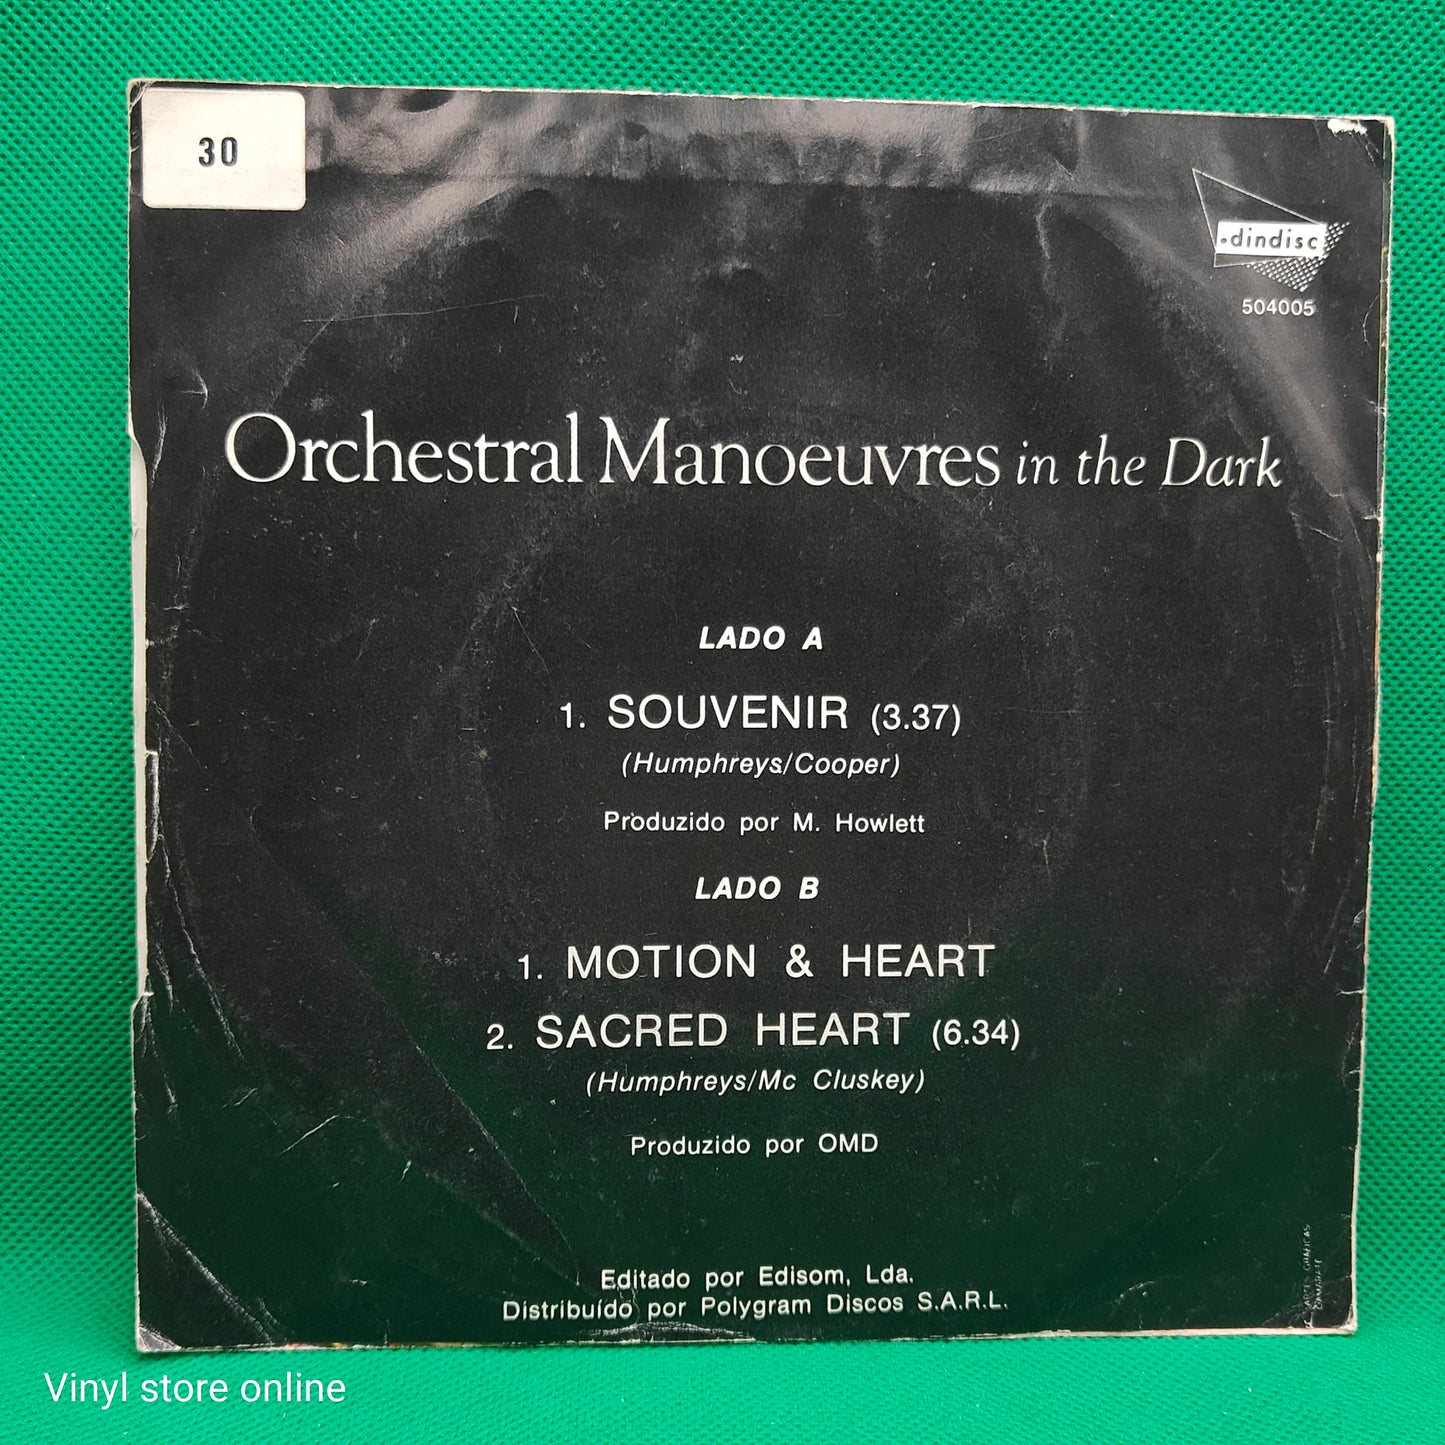 30
.dindisc
504005
Orchestral Manoeuvres in the Dark
LADO A
1. SOUVENIR (3.37)
(Humphreys/Cooper)
Produzido por M. Howlett
LADO B
1. MOTION & HEART
2. SACRED HEART (6.34)
(Humphreys/Mc Cluskey)
Produzido por OMD
Editado por Edisom, Lda.
Distribuído por Polygram Discos S.A.R.L.
Vinyl store online